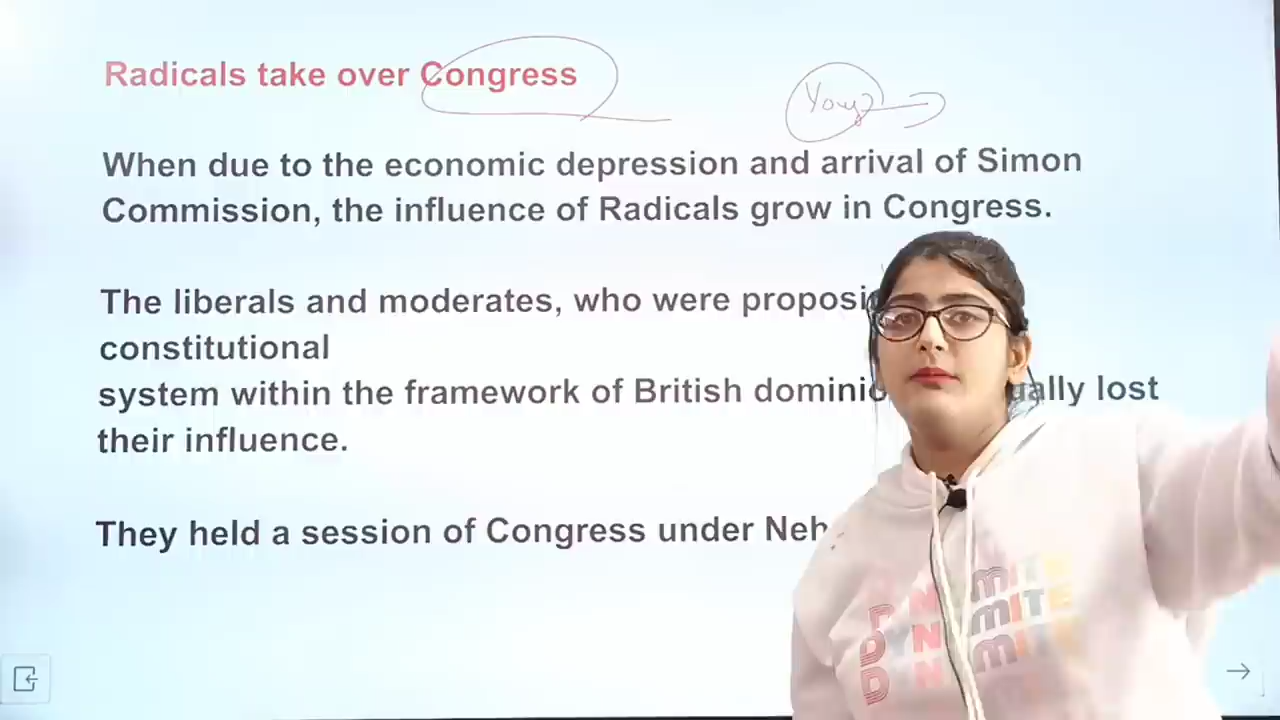 Radicals take over Congress
When due to the economic depression and arrival of Simon
Commission, the influence of Radicals grow in Congress.
The liberals and moderates, who were proposi
constitutional
system within the framework of British dominio ually lost
their influence.
They held a session of Congress under Neh
DYNOMITE